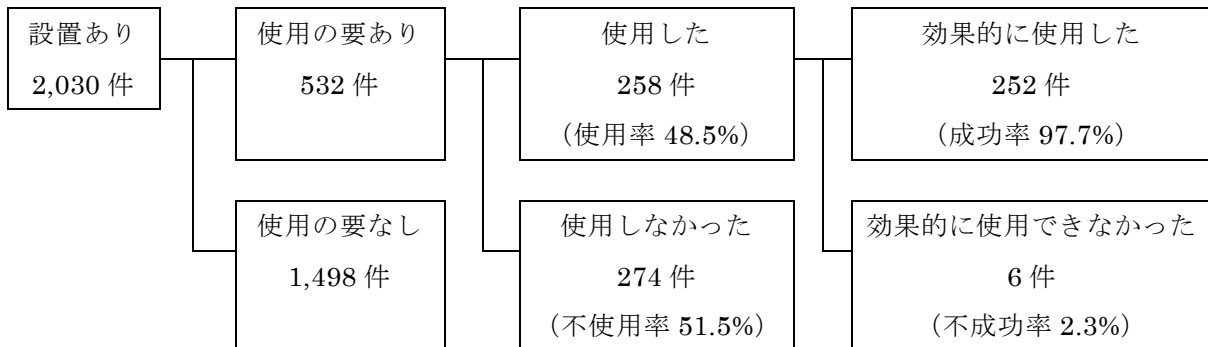 設置あり
2,030 件
使用の要あり
532 件
使用した
258 件
(使用率 48.5%)
効果的に使用した
252 件
(成功率 97.7%)
使用の要なし
1,498 件
使用しなかった
274 件
(不使用率 51.5%)
効果的に使用できなかった
6 件
(不成功率 2.3%)